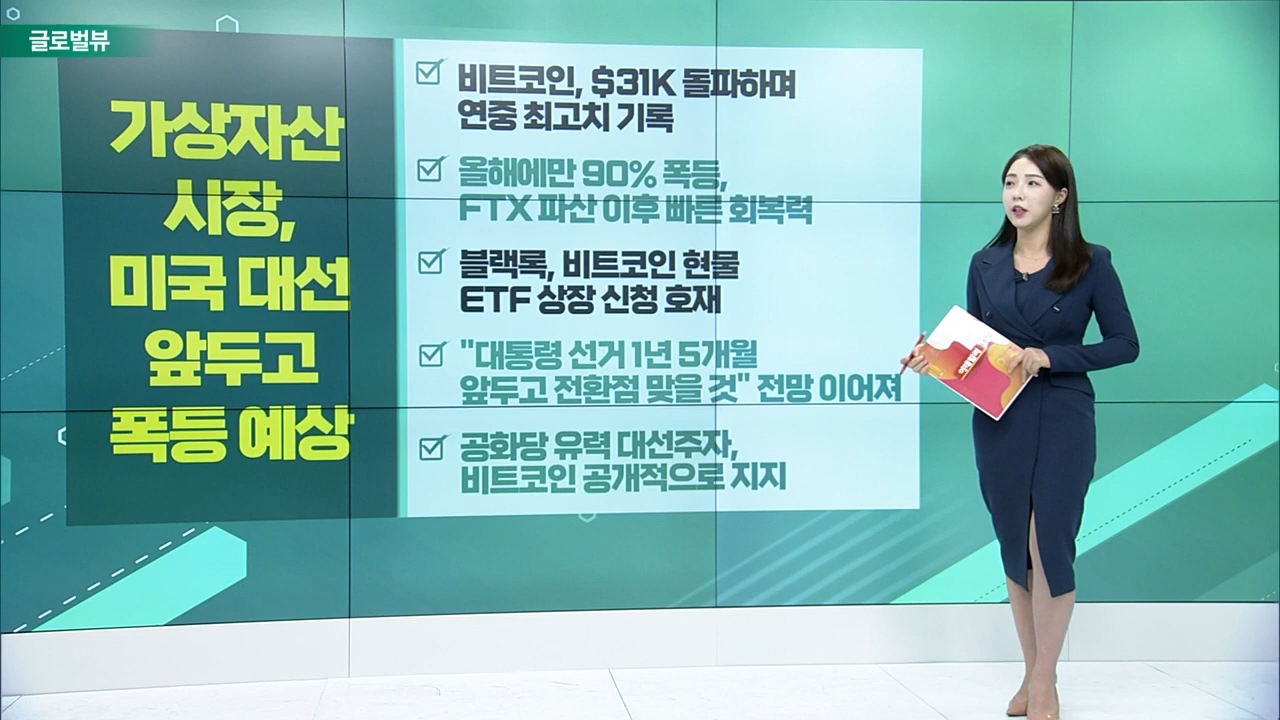 글로벌뷰
가상자산
시장,
미국 대선
앞두고
폭등 예상
비트코인, $31K 돌파하며
연중 최고치 기록
올해에만 90% 폭등,
FTX 파산 이후 빠른 회복력
블랙록, 비트코인 현물
ETF 상장 신청 호재
"대통령 선거 1년 5개월
앞두고 전환점 맞을 것" 전망 이어져
공화당 유력 대선주자,
비트코인 공개적으로 지지